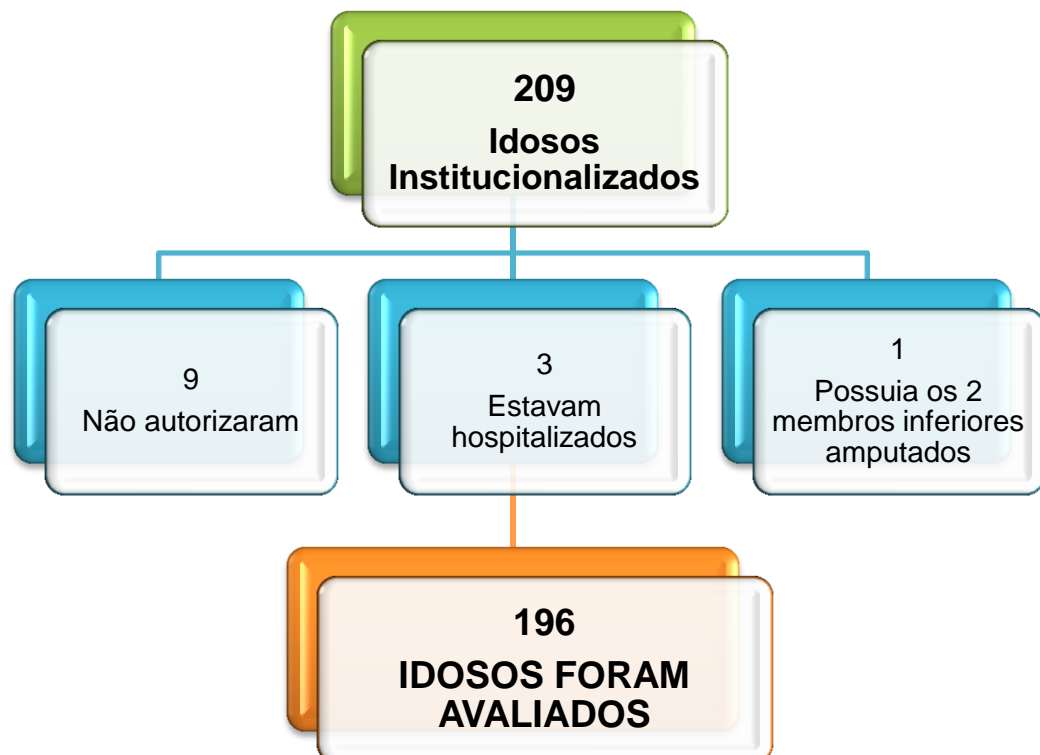 209
Idosos
Institucionalizados
9
Não autorizaram
3
Estavam
hospitalizados
1
Possuia os 2
membros inferiores
amputados
196
IDOSOS FORAM
AVALIADOS